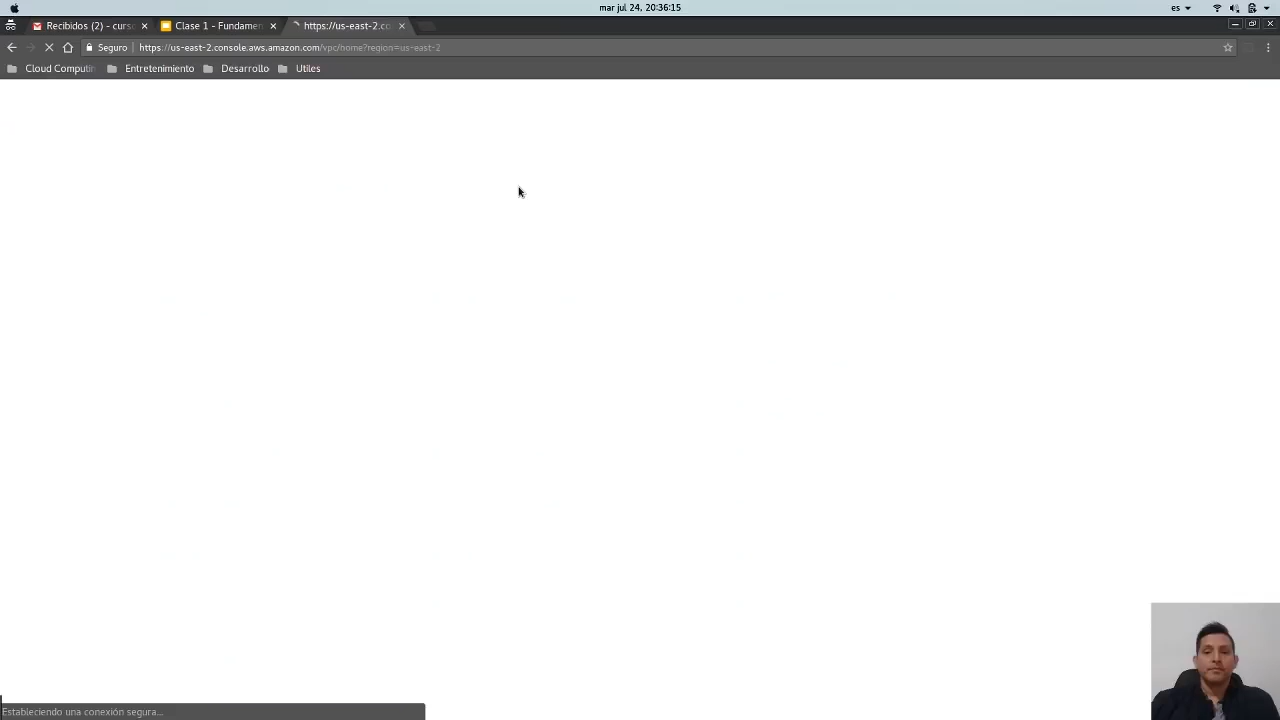 mar jul 24, 20:36:15
es
Recibidos (2) - curso
Clase 1 - Fundamen
https://us-east-2.co
Seguro
https://us-east-2.console.aws.amazon.com/vpc/home?region=us-east-2
Cloud Computin
Entretenimiento
Desarrollo
Utiles
Estableciendo una conexión segura...